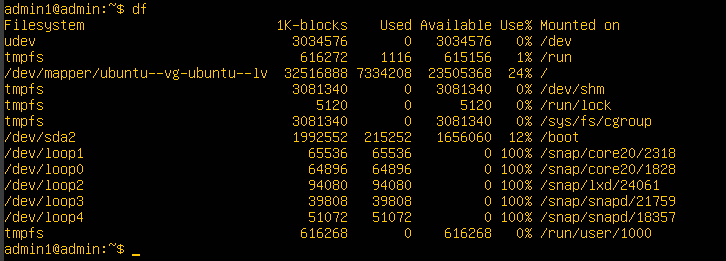 admin1@admin:~$ df
Filesystem                        1K-blocks    Used Available Use% Mounted on
udev                                3034576       0   3034576   0% /dev
tmpfs                                616272    1116    615156   1% /run
/dev/mapper/ubuntu--vg-ubuntu--lv  32516888 7334208  23505368  24% /
tmpfs                               3081340       0   3081340   0% /dev/shm
tmpfs                                  5120       0      5120   0% /run/lock
tmpfs                               3081340       0   3081340   0% /sys/fs/cgroup
/dev/sda2                           1992552  215252   1656060  12% /boot
/dev/loop1                            65536   65536         0 100% /snap/core20/2318
/dev/loop0                            64896   64896         0 100% /snap/core20/1828
/dev/loop2                            94080   94080         0 100% /snap/lxd/24061
/dev/loop3                            39808   39808         0 100% /snap/snapd/21759
/dev/loop4                            51072   51072         0 100% /snap/snapd/18357
tmpfs                                616268       0    616268   0% /run/user/1000
admin1@admin:~$ _